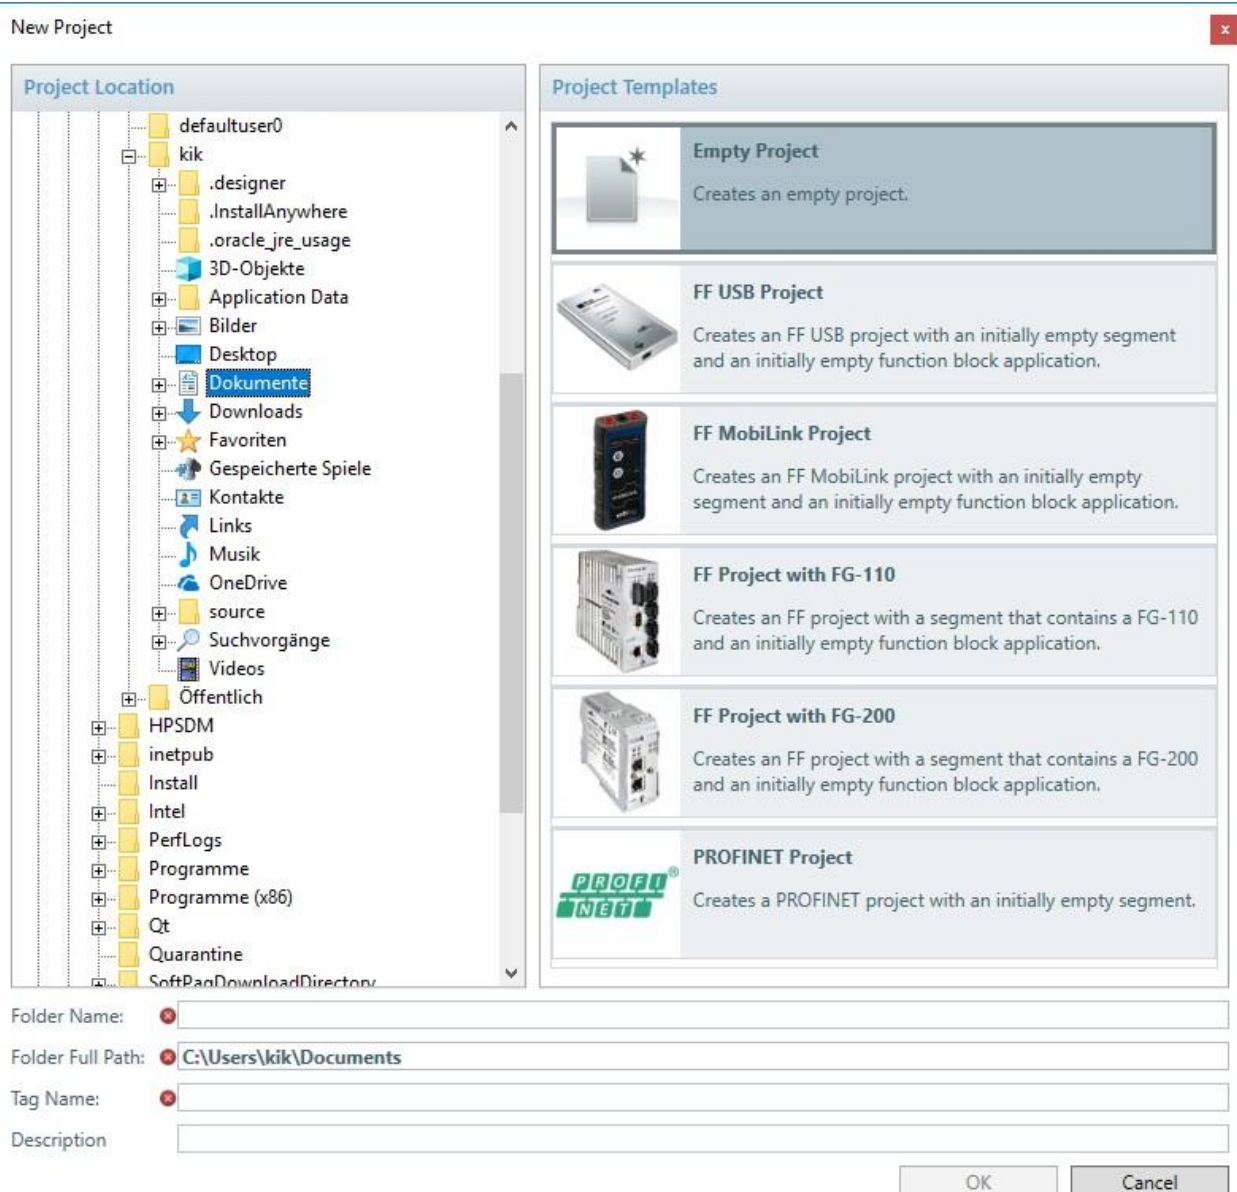 New Project
x
Project Location
defaultuser0
kik
.designer
.InstallAnywhere
.oracle_jre_usage
3D-Objekte
Application Data
Bilder
Desktop
Dokumente
Downloads
Favoriten
Gespeicherte Spiele
Kontakte
Links
Musik
OneDrive
source
Suchvorgänge
Videos
Öffentlich
HPSDM
inetpub
Install
Intel
PerfLogs
Programme
Programme (x86)
Qt
Quarantine
SoftPaqDownloadDirectory
Project Templates
Empty Project
Creates an empty project.
FF USB Project
Creates an FF USB project with an initially empty segment
and an initially empty function block application.
FF MobiLink Project
Creates an FF MobiLink project with an initially empty
segment and an initially empty function block application.
FF Project with FG-110
Creates an FF project with a segment that contains a FG-110
and an initially empty function block application.
FF Project with FG-200
Creates an FF project with a segment that contains a FG-200
and an initially empty function block application.
PROFI
NET
®
PROFINET Project
Creates a PROFINET project with an initially empty segment.
Folder Name:
Folder Full Path: C:\Users\kik\Documents
Tag Name:
Description
OK
Cancel